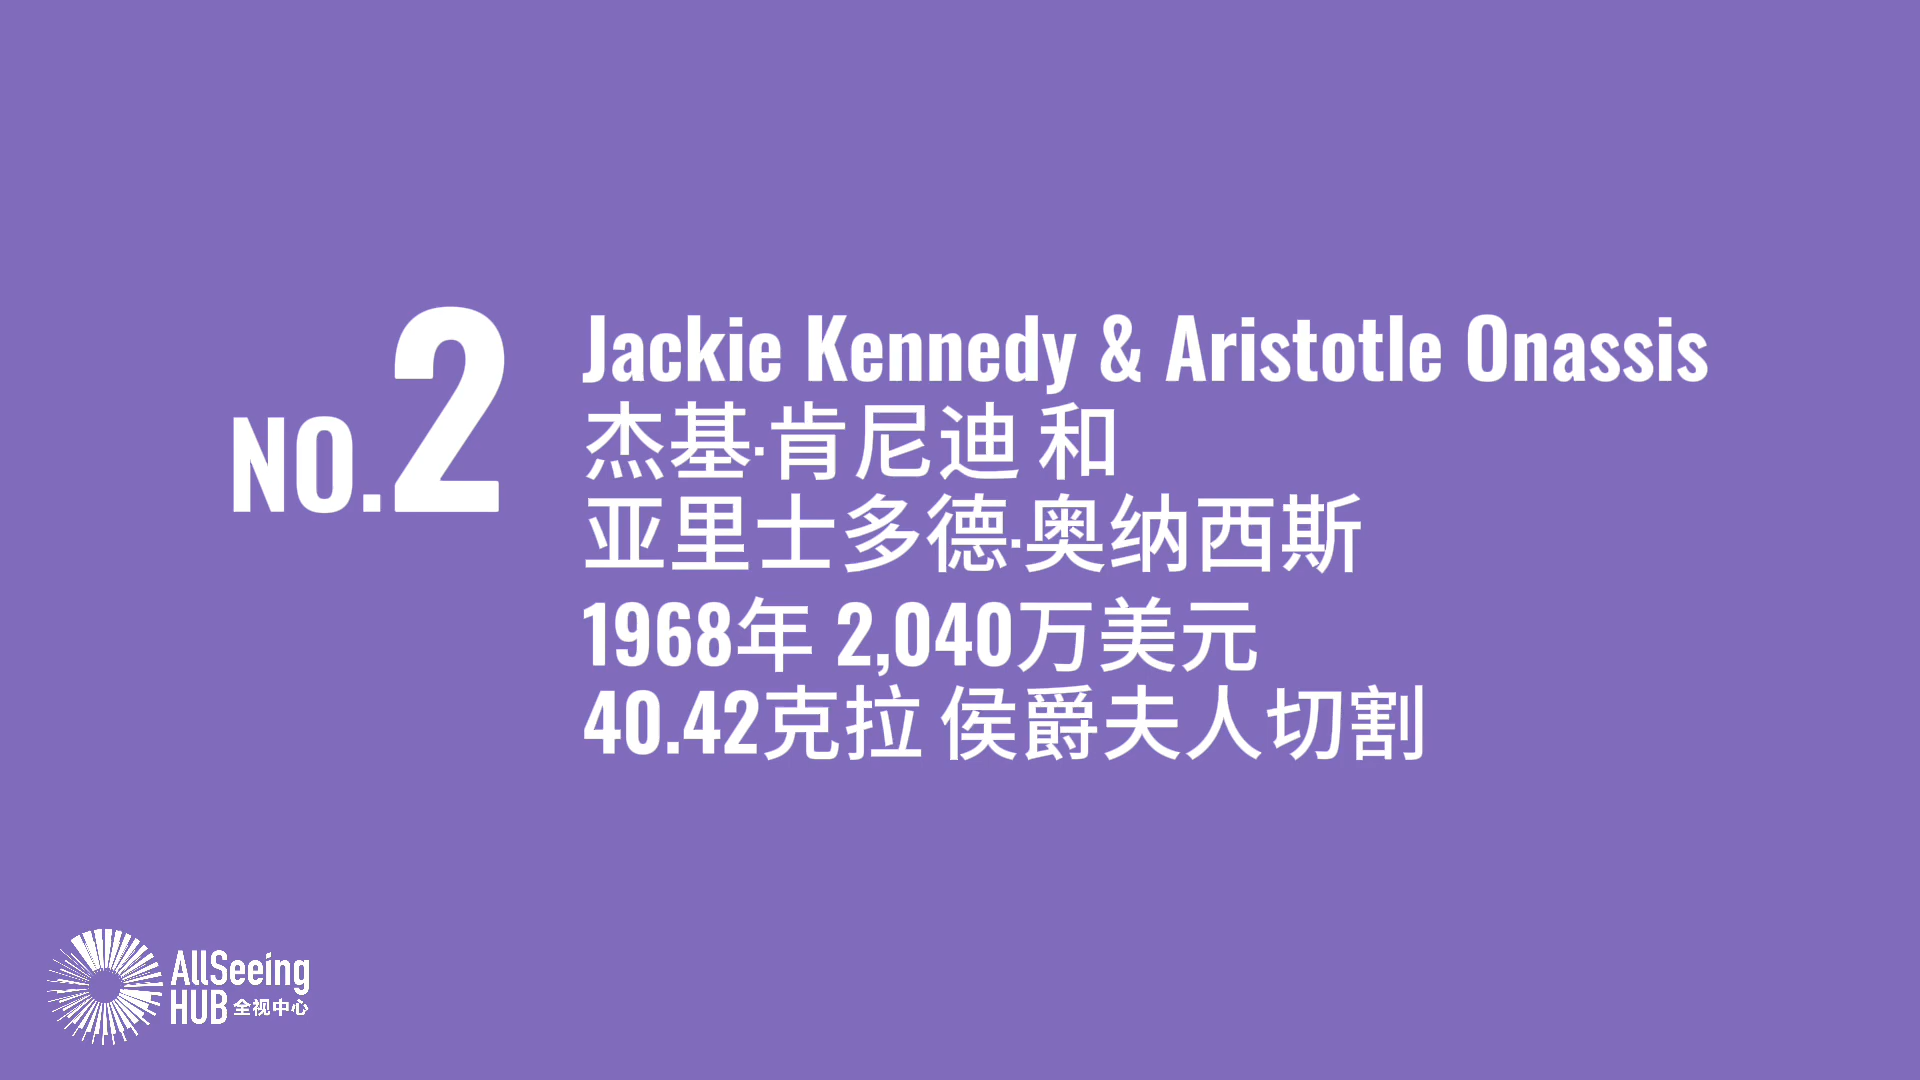 NO.2
Jackie Kennedy & Aristotle Onassis
杰基·肯尼迪 和
亚里士多德·奥纳西斯
1968年 2,040万美元
40.42克拉 侯爵夫人切割
AllSeeing
HUB 全视中心